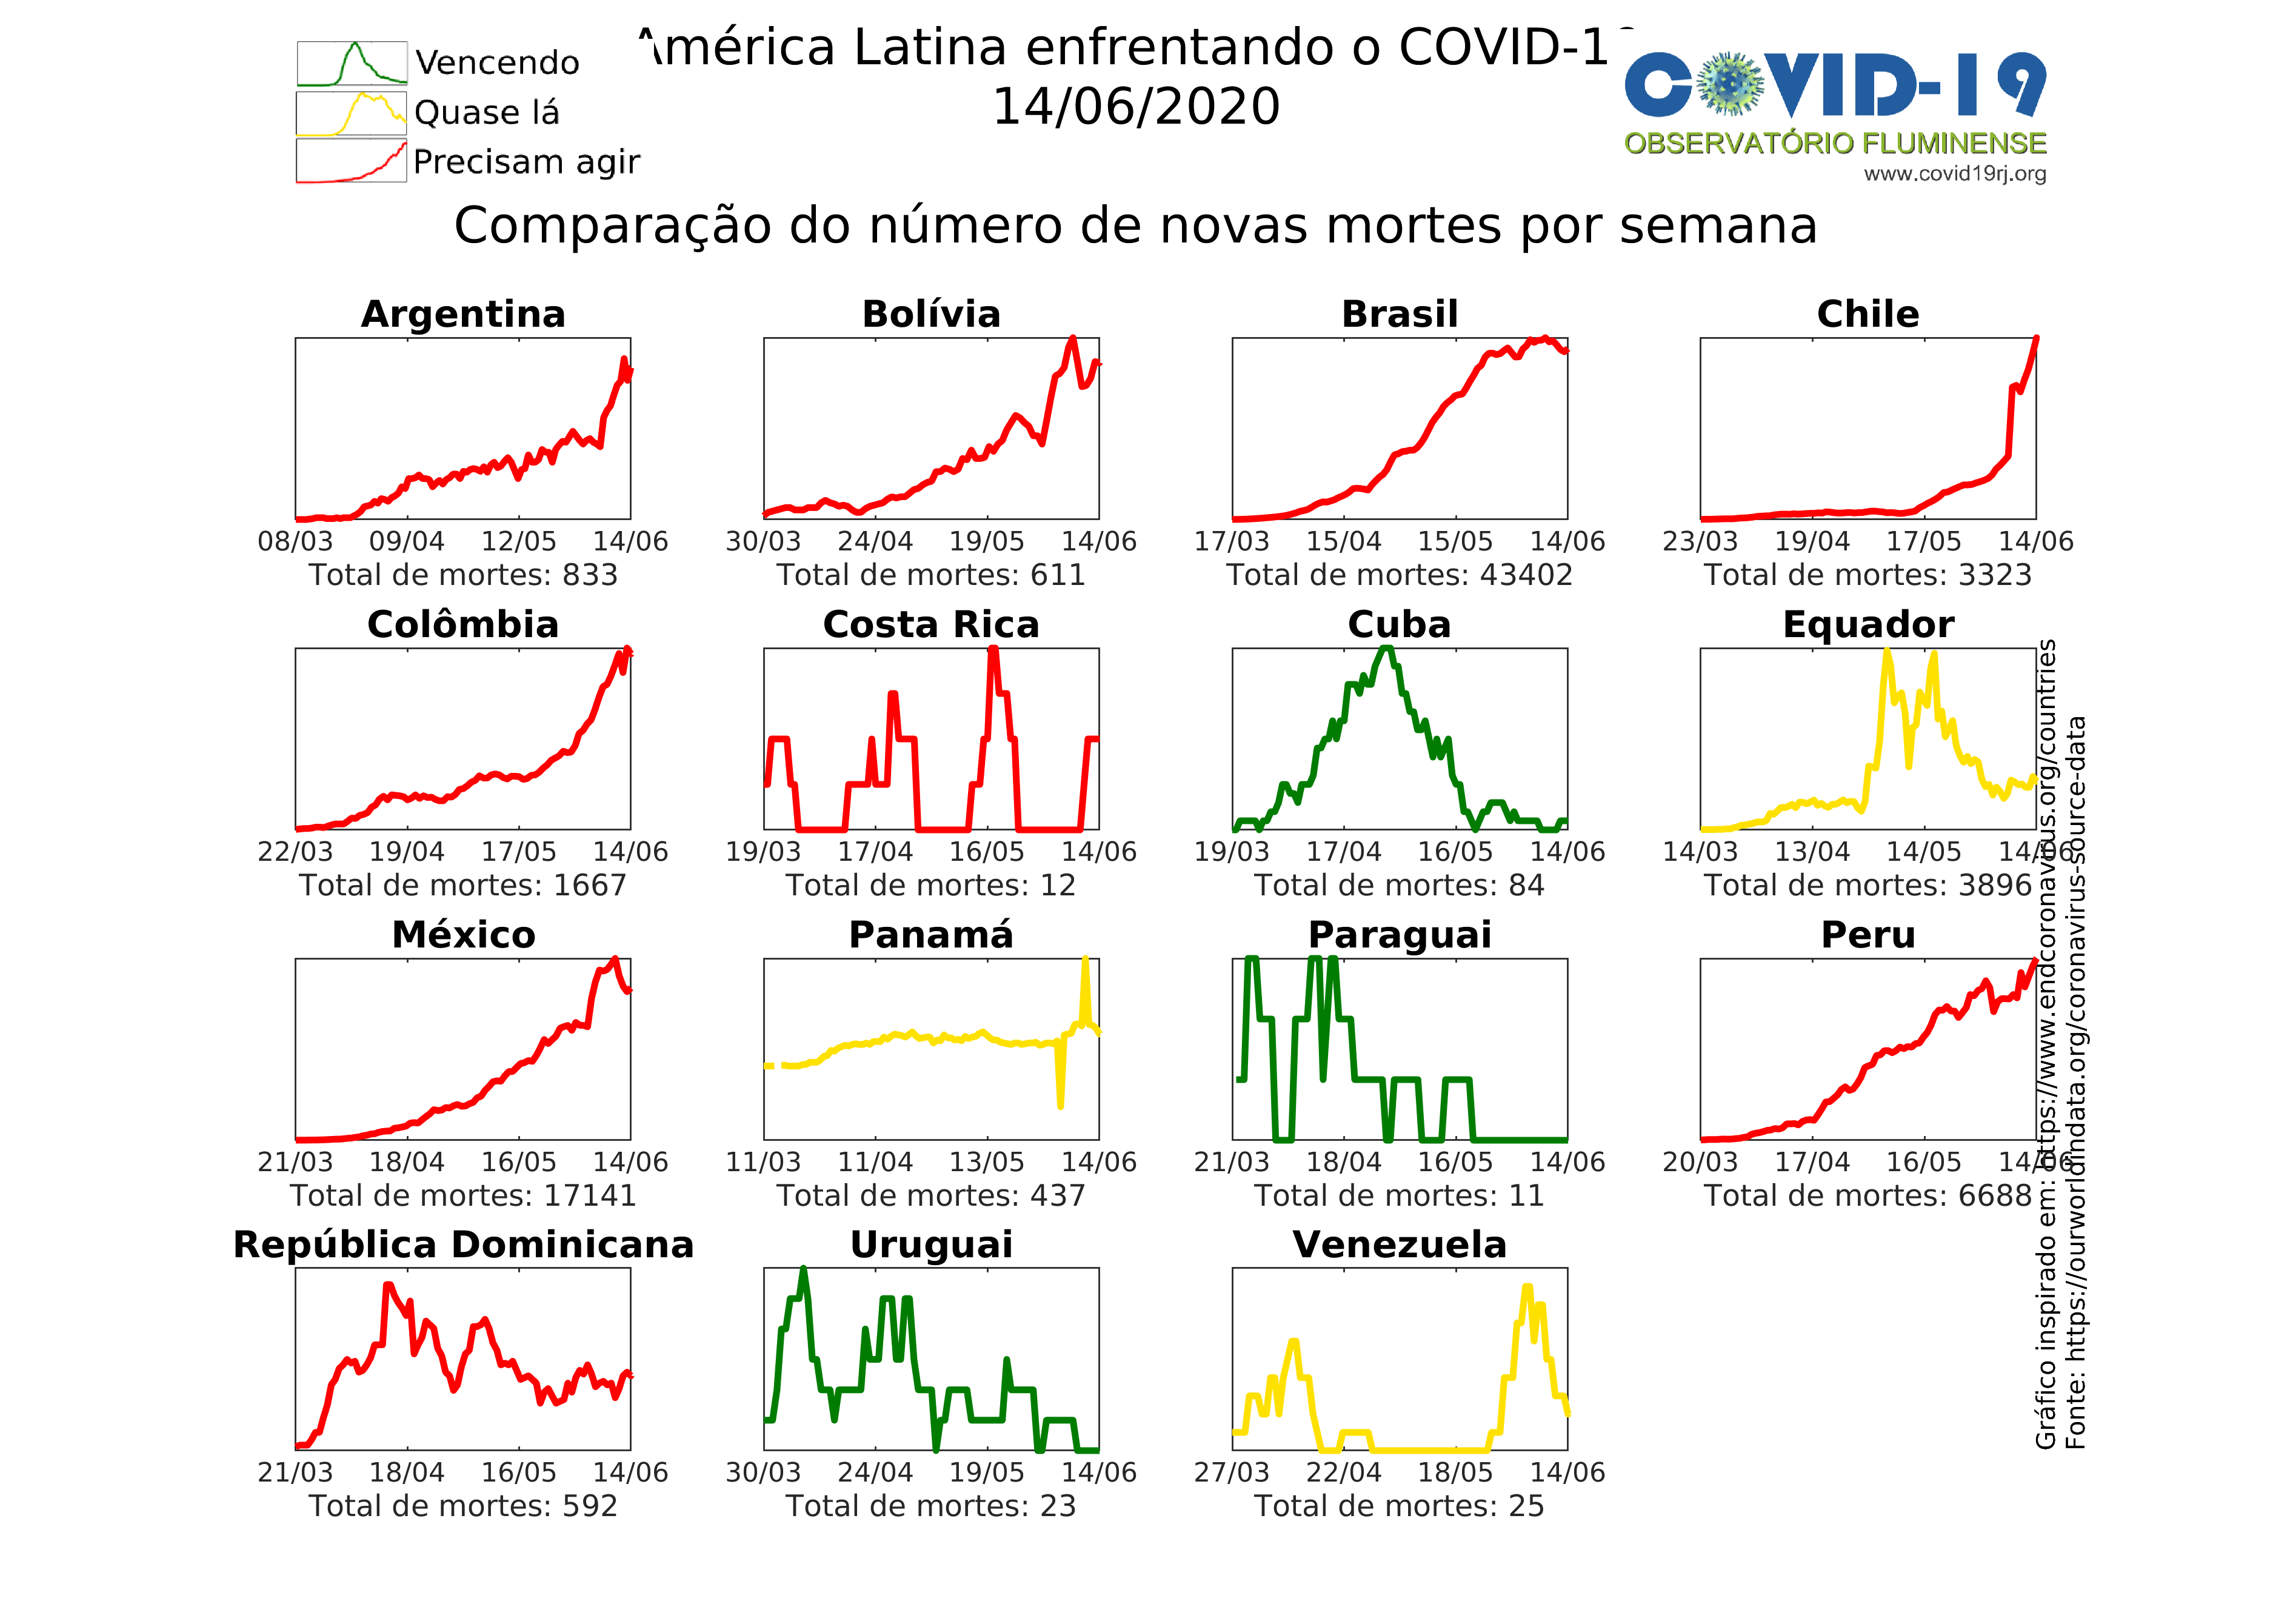 Vencendo
Quase lá
Precisam agir
América Latina enfrentando o COVID-19
14/06/2020
COVID-19
OBSERVATÓRIO FLUMINENSE
www.covid19rj.org
Comparação do número de novas mortes por semana
Argentina
08/03 09/04 12/05 14/06
Total de mortes: 833
Bolívia
30/03 24/04 19/05 14/06
Total de mortes: 611
Brasil
17/03 15/04 15/05 14/06
Total de mortes: 43402
Chile
23/03 19/04 17/05 14/06
Total de mortes: 3323
Colômbia
22/03 19/04 17/05 14/06
Total de mortes: 1667
Costa Rica
19/03 17/04 16/05 14/06
Total de mortes: 12
Cuba
19/03 17/04 16/05 14/06
Total de mortes: 84
Equador
14/03 13/04 14/05 14/06
Total de mortes: 3896
México
21/03 18/04 16/05 14/06
Total de mortes: 17141
Panamá
11/03 11/04 13/05 14/06
Total de mortes: 437
Paraguai
21/03 18/04 16/05 14/06
Total de mortes: 11
Peru
20/03 17/04 16/05 14/06
Total de mortes: 6688
República Dominicana
21/03 18/04 16/05 14/06
Total de mortes: 592
Uruguai
30/03 24/04 19/05 14/06
Total de mortes: 23
Venezuela
27/03 22/04 18/05 14/06
Total de mortes: 25
Gráfico inspirado em: https://www.endcoronavirus.org/countries
Fonte: https://ourworldindata.org/coronavirus-source-data